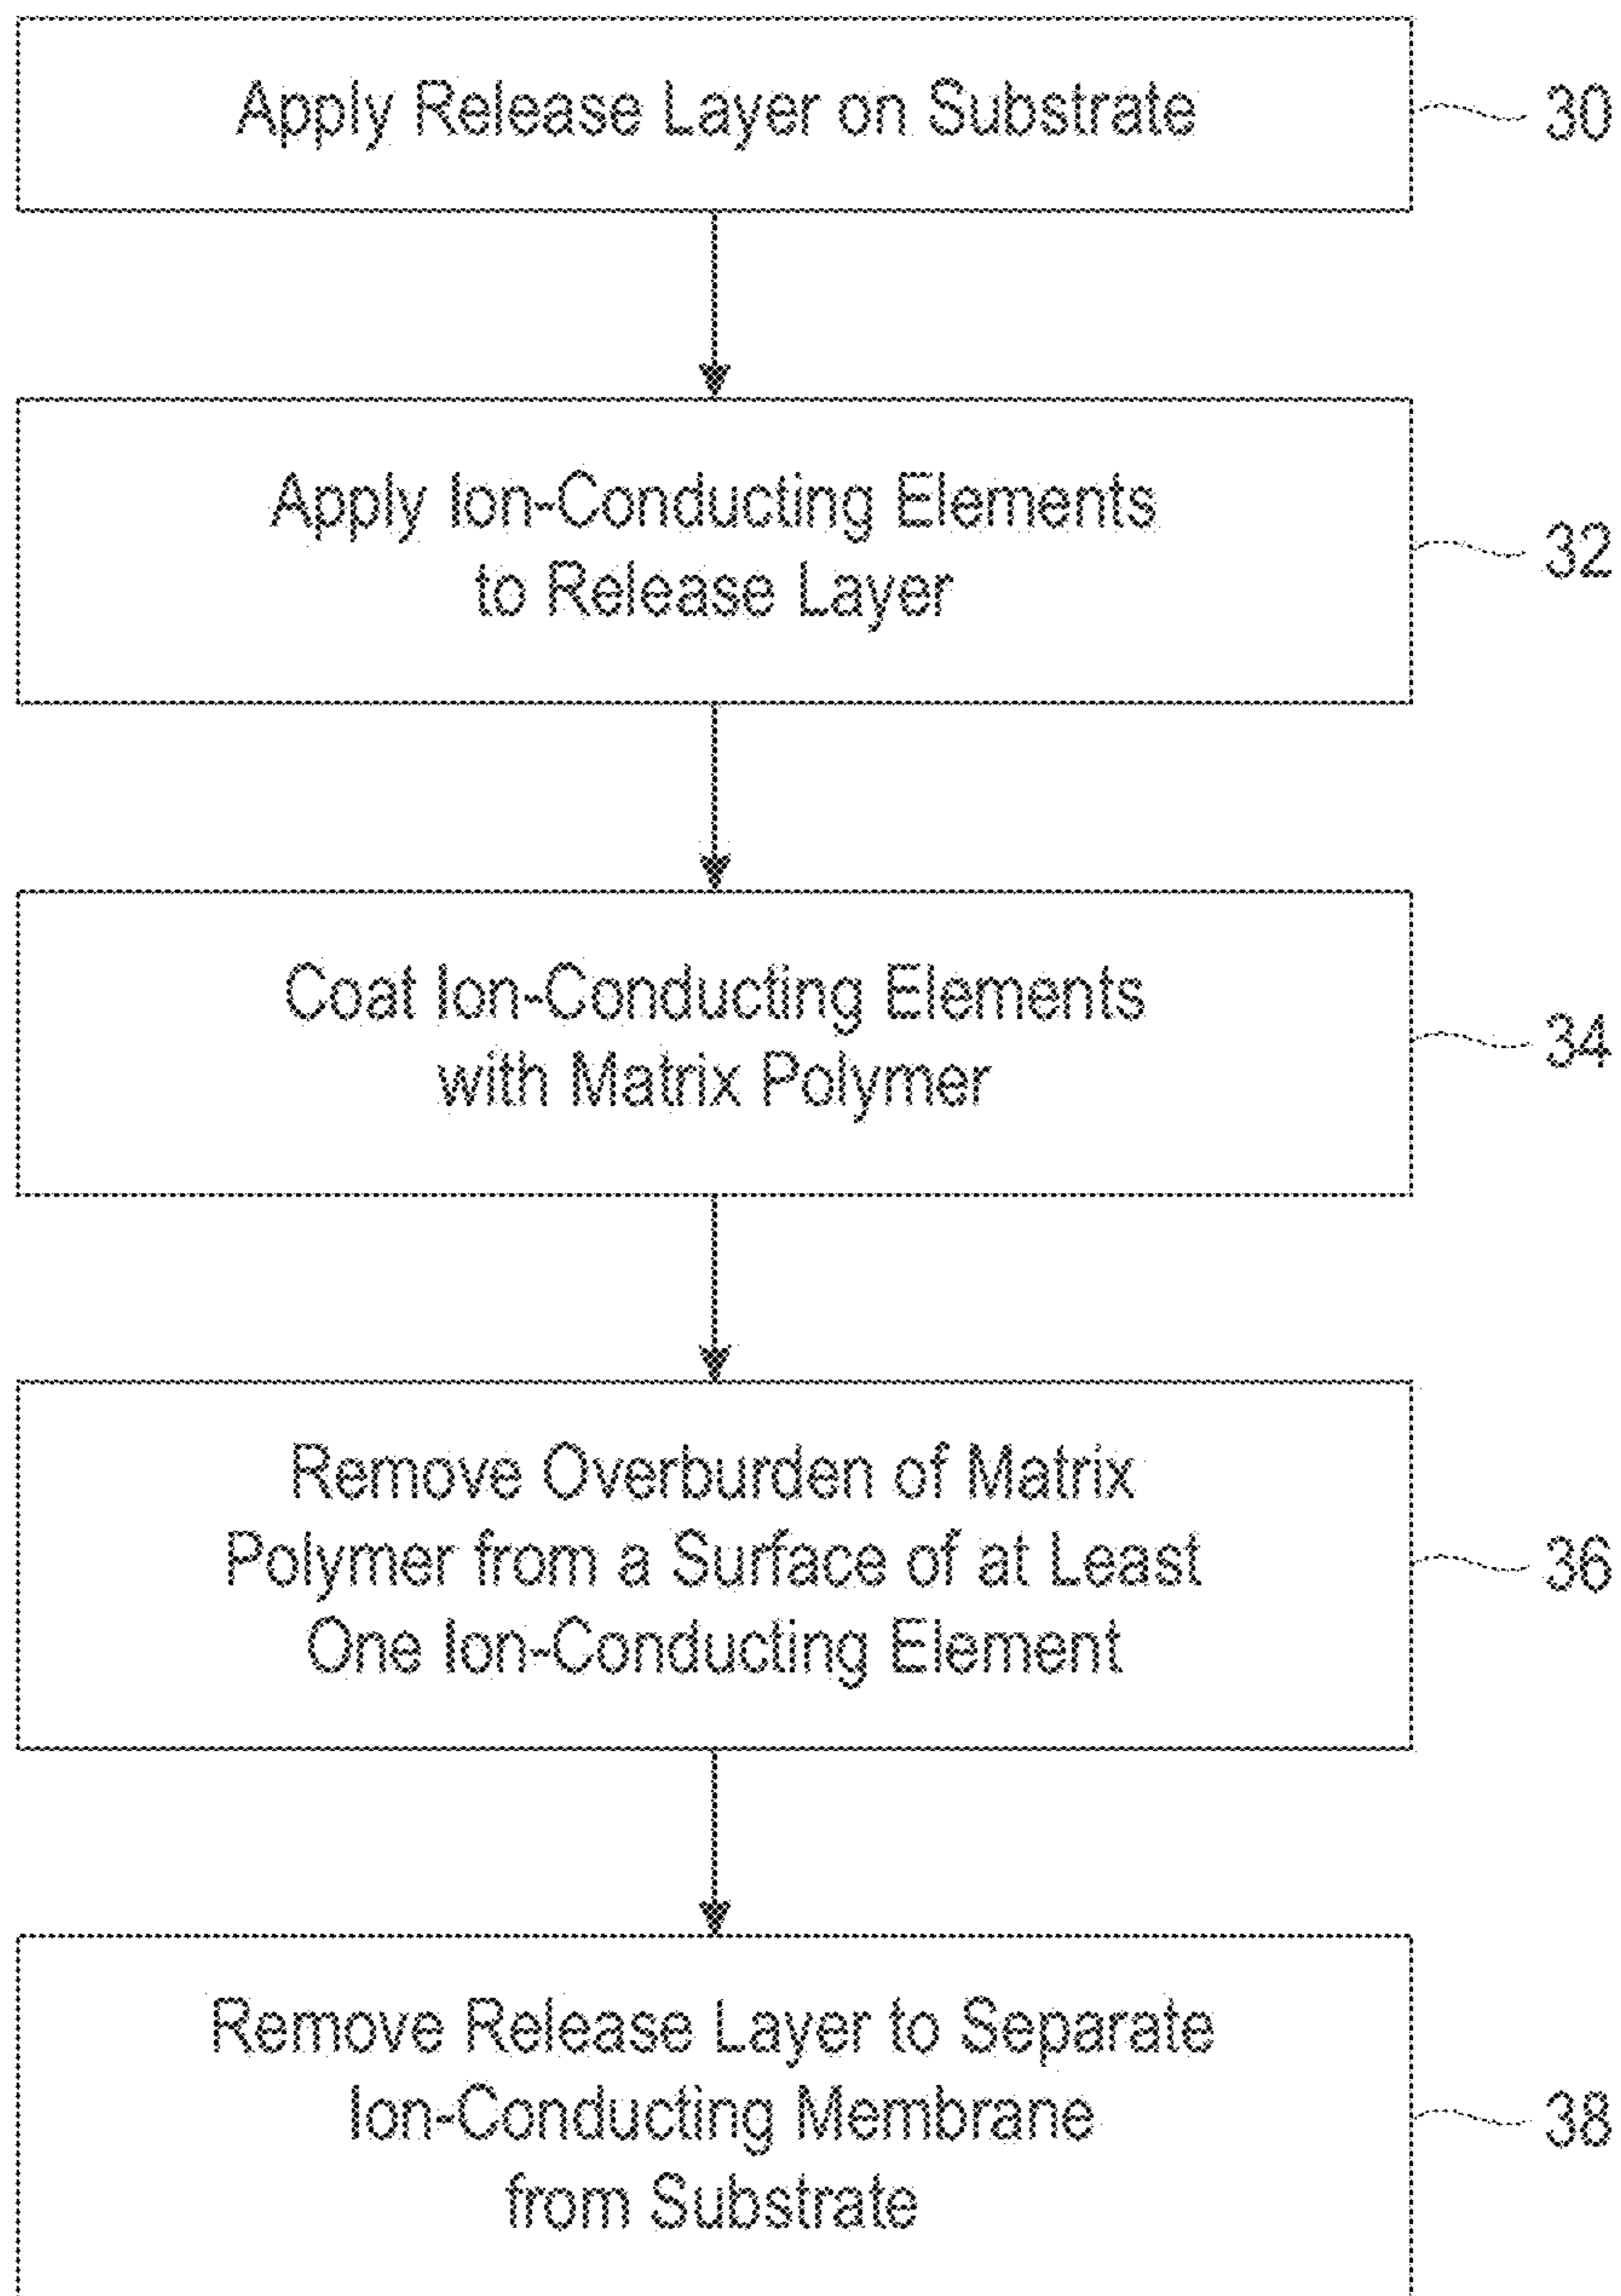 Apply Release Layer on Substrate
30
Apply Ion-Conducting Elements
to Release Layer
32
Coat Ion-Conducting Elements
with Matrix Polymer
34
Remove Overburden of Matrix
Polymer from a Surface of at Least
One Ion-Conducting Element
36
Remove Release Layer to Separate
Ion-Conducting Membrane
from Substrate
38